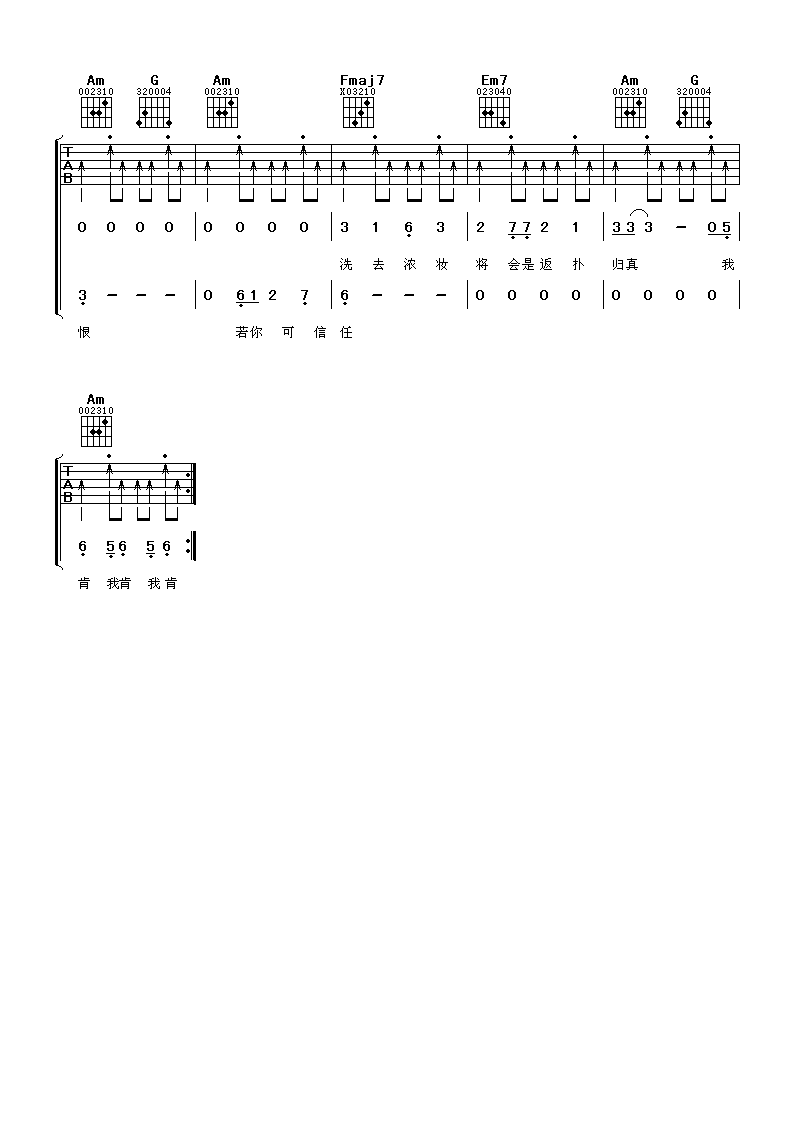 Am G Am Fmaj7 Em7 Am G
002310 320004 002310 X03210 023040 002310 320004
T
A
B
0 0 0 0 0 0 0 0 3 1 6 3 2 7 7 2 1 3 3 3 - 0 5
洗 去 浓 妆 将 会是 返 扑 归真 我
3 - - - 0 6 1 2 7 6 - - - 0 0 0 0 0 0 0 0
恨 若你 可 信 任
Am
002310
T
A
B
6 5 6 5 6
肯 我肯 我 肯